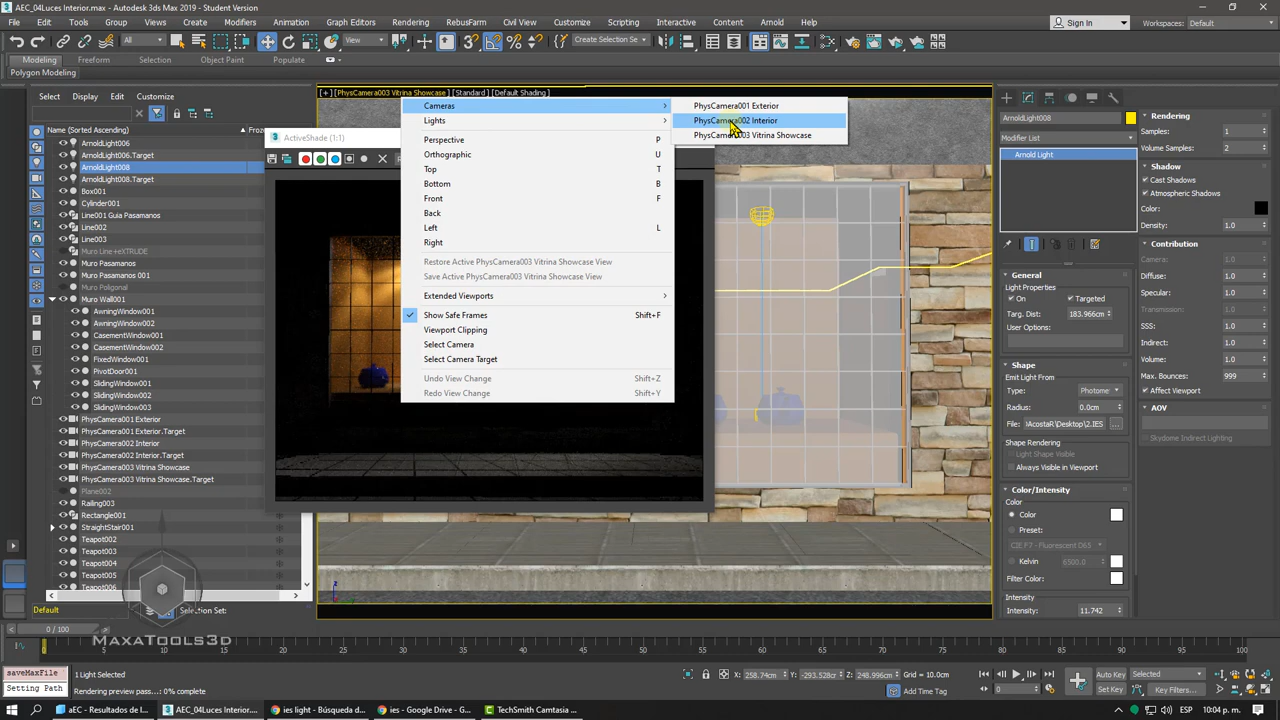 AEC_04Luces Interior.max - Autodesk 3ds Max 2019 - Student Version
File Edit Tools Group Views Create Modifiers Animation Graph Editors Rendering RebusFarm Civil View Customize Scripting Interactive Content Arnold Help
Sign In Workspaces: Default
All View Create Selection Se
Modeling Freeform Selection Object Paint Populate
Polygon Modeling
Select Display Edit Customize
Name (Sorted Ascending) ▲ Fro
ArnoldLight006
ArnoldLight006.Target
ArnoldLight008
ArnoldLight008.Target
Box001
Cylinder001
Line001 Guia Pasamanos
Line002
Line003
Muro Line+eXTRUDE
Muro Pasamanos
Muro Pasamanos 001
Muro Poligonal
Muro Wall001
AwningWindow001
AwningWindow002
CasementWindow001
CasementWindow002
FixedWindow001
PivotDoor001
SlidingWindow001
SlidingWindow002
SlidingWindow003
PhysCamera001 Exterior
PhysCamera001 Exterior.Target
PhysCamera002 Interior
PhysCamera002 Interior.Target
PhysCamera003 Vitrina Showcase
PhysCamera003 Vitrina Showcase.Target
Plane002
Railing003
Rectangle001
StraightStair001
Teapot002
Teapot003
Teapot004
Teapot005
Teapot006
Default Selection Set:
MAXATOOLS3D
[+] [PhysCamera003 Vitrina Showcase] [Standard] [Default Shading]
ActiveShade (1:1)
Cameras
Lights
Perspective P
Orthographic U
Top T
Bottom B
Front F
Back
Left L
Right
Restore Active PhysCamera003 Vitrina Showcase View
Save Active PhysCamera003 Vitrina Showcase View
Extended Viewports
Show Safe Frames Shift+F
Viewport Clipping
Select Camera
Select Camera Target
Undo View Change Shift+Z
Redo View Change Shift+Y
PhysCamera001 Exterior
PhysCamera002 Interior
PhysCamera003 Vitrina Showcase
ArnoldLight008
Modifier List
Arnold Light
General
Light Properties
On Targeted
Targ. Dist: 183.966cm
User Options:
Shape
Emit Light From
Type: Photome
Radius: 0.0cm
File: \AcostaR\Desktop\2.IES ...
Shape Rendering
Light Shape Visible
Always Visible in Viewport
Color/Intensity
Color
Color
Preset:
CIE F7 - Fluorescent D65
Kelvin 6500.0
Filter Color:
Intensity
Intensity: 11.742
Rendering
Samples: 1
Volume Samples: 2
Shadow
Cast Shadows
Atmospheric Shadows
Color:
Density: 1.0
Contribution
Diffuse: 1.0
Specular: 1.0
SSS: 1.0
Indirect: 1.0
Volume: 1.0
Max. Bounces: 999
Affect Viewport
AOV
Skydome Indirect Lighting
0 / 100
50 55 60 65 70 75 80 85 90 95 100
saveMaxFile
Setting Path
1 Light Selected
Rendering preview pass...: 0% complete
X: 258.74cm Y: -293.528cm Z: 248.996cm Grid = 10.0cm
Add Time Tag
0
Auto Key Selected
Set Key Key Filters...
aEC - Resultados de l... AEC_04Luces Interior.... ies light - Búsqueda d... ies - Google Drive - G... TechSmith Camtasia ...
ESP 10:04 p. m.